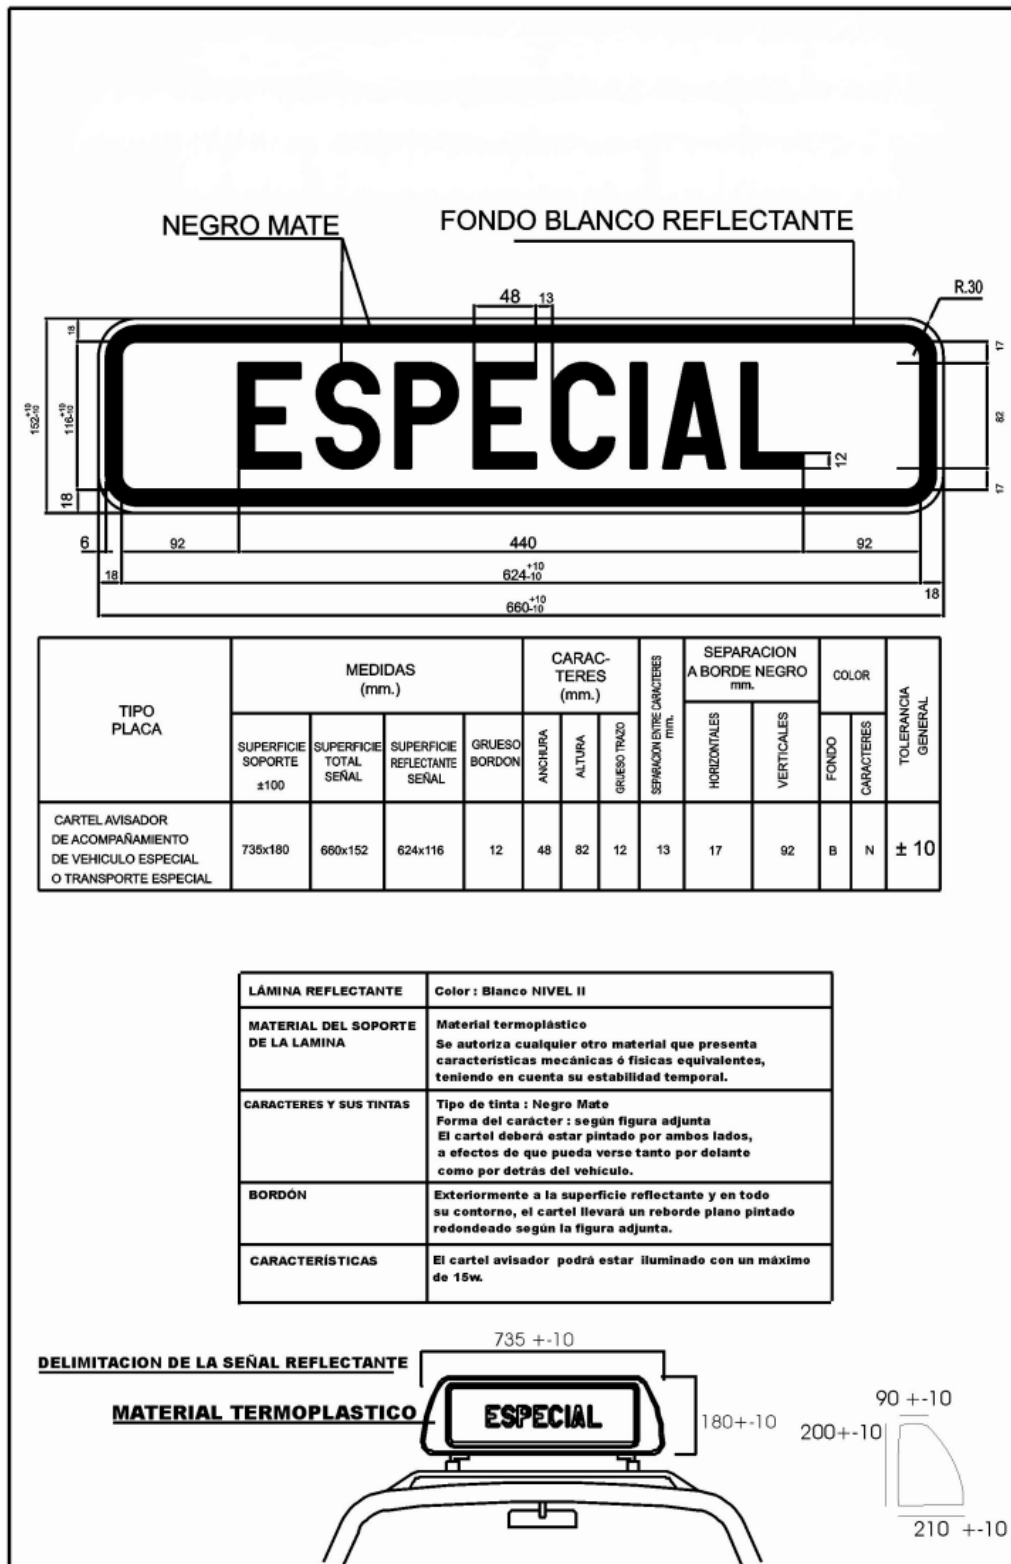 NEGRO MATE
FONDO BLANCO REFLECTANTE
R.30
48
13
18
17
152+10-10
116+10-10
82
ESPECIAL
12
18
17
6
92
440
92
18
624+10-10
18
660+10-10
TIPO
PLACA
MEDIDAS
(mm.)
SUPERFICIE
SOPORTE
±100
SUPERFICIE
TOTAL
SEÑAL
SUPERFICIE
REFLECTANTE
SEÑAL
GRUESO
BORDON
CARAC-
TERES
(mm.)
ANCHURA
ALTURA
GRUESO TRAZO
SEPARACION ENTRE CARACTERES
mm.
SEPARACION
A BORDE NEGRO
mm.
HORIZONTALES
VERTICALES
COLOR
FONDO
CARACTERES
TOLERANCIA
GENERAL
CARTEL AVISADOR
DE ACOMPAÑAMIENTO
DE VEHICULO ESPECIAL
O TRANSPORTE ESPECIAL
735x180
660x152
624x116
12
48
82
12
13
17
92
B
N
± 10
LÁMINA REFLECTANTE
Color : Blanco NIVEL II
MATERIAL DEL SOPORTE
DE LA LAMINA
Material termoplástico
Se autoriza cualquier otro material que presenta
características mecánicas ó físicas equivalentes,
teniendo en cuenta su estabilidad temporal.
CARACTERES Y SUS TINTAS
Tipo de tinta : Negro Mate
Forma del carácter : según figura adjunta
El cartel deberá estar pintado por ambos lados,
a efectos de que pueda verse tanto por delante
como por detrás del vehículo.
BORDÓN
Exteriormente a la superficie reflectante y en todo
su contorno, el cartel llevará un reborde plano pintado
redondeado según la figura adjunta.
CARACTERÍSTICAS
El cartel avisador podrá estar iluminado con un máximo
de 15w.
735 +-10
DELIMITACION DE LA SEÑAL REFLECTANTE
MATERIAL TERMOPLASTICO
ESPECIAL
180+-10
90 +-10
200+-10
210 +-10